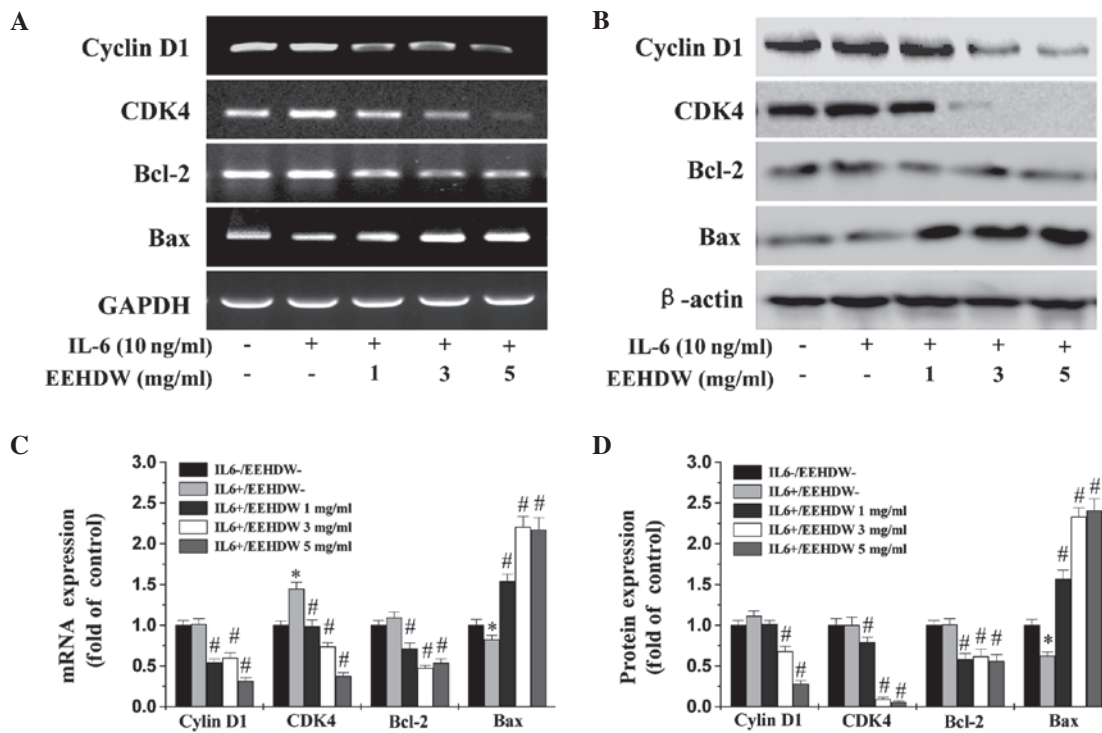 A
Cyclin D1
CDK4
Bcl-2
Bax
GAPDH
IL-6 (10 ng/ml) - + + + +
EEHDW (mg/ml) - - 1 3 5
B
Cyclin D1
CDK4
Bcl-2
Bax
β-actin
IL-6 (10 ng/ml) - + + + +
EEHDW (mg/ml) - - 1 3 5
C
mRNA expression
(fold of control)
3.0
2.5
2.0
1.5
1.0
0.5
0.0
IL6-/EEHDW-
IL6+/EEHDW-
IL6+/EEHDW 1 mg/ml
IL6+/EEHDW 3 mg/ml
IL6+/EEHDW 5 mg/ml
# # #
* # # #
# # #
* # # #
Cylin D1 CDK4 Bcl-2 Bax
D
Protein expression
(fold of control)
3.0
2.5
2.0
1.5
1.0
0.5
0.0
IL6-/EEHDW-
IL6+/EEHDW-
IL6+/EEHDW 1 mg/ml
IL6+/EEHDW 3 mg/ml
IL6+/EEHDW 5 mg/ml
# #
# # #
# # #
* # # #
Cylin D1 CDK4 Bcl-2 Bax